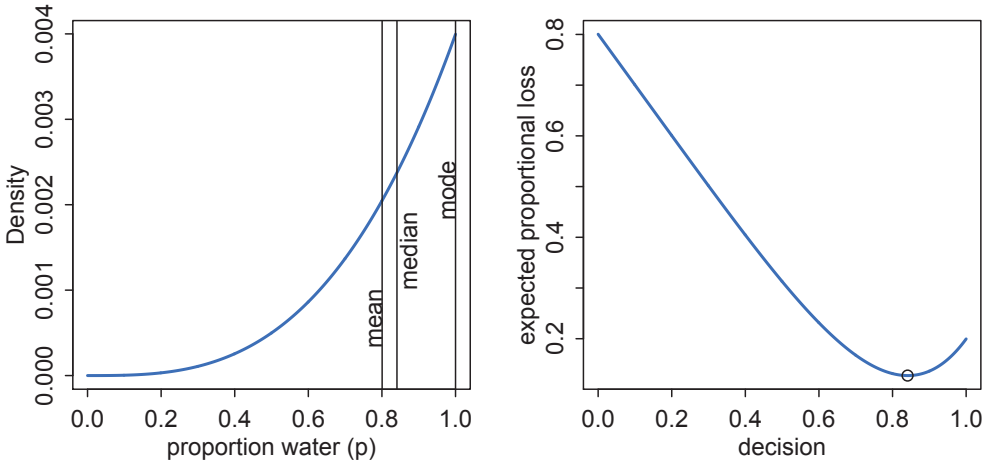 0.004
0.003
0.002
0.001
0.000
Density
mean
median
mode
0.0 0.2 0.4 0.6 0.8 1.0
proportion water (p)
0.8
0.6
0.4
0.2
expected proportional loss
0.0 0.2 0.4 0.6 0.8 1.0
decision